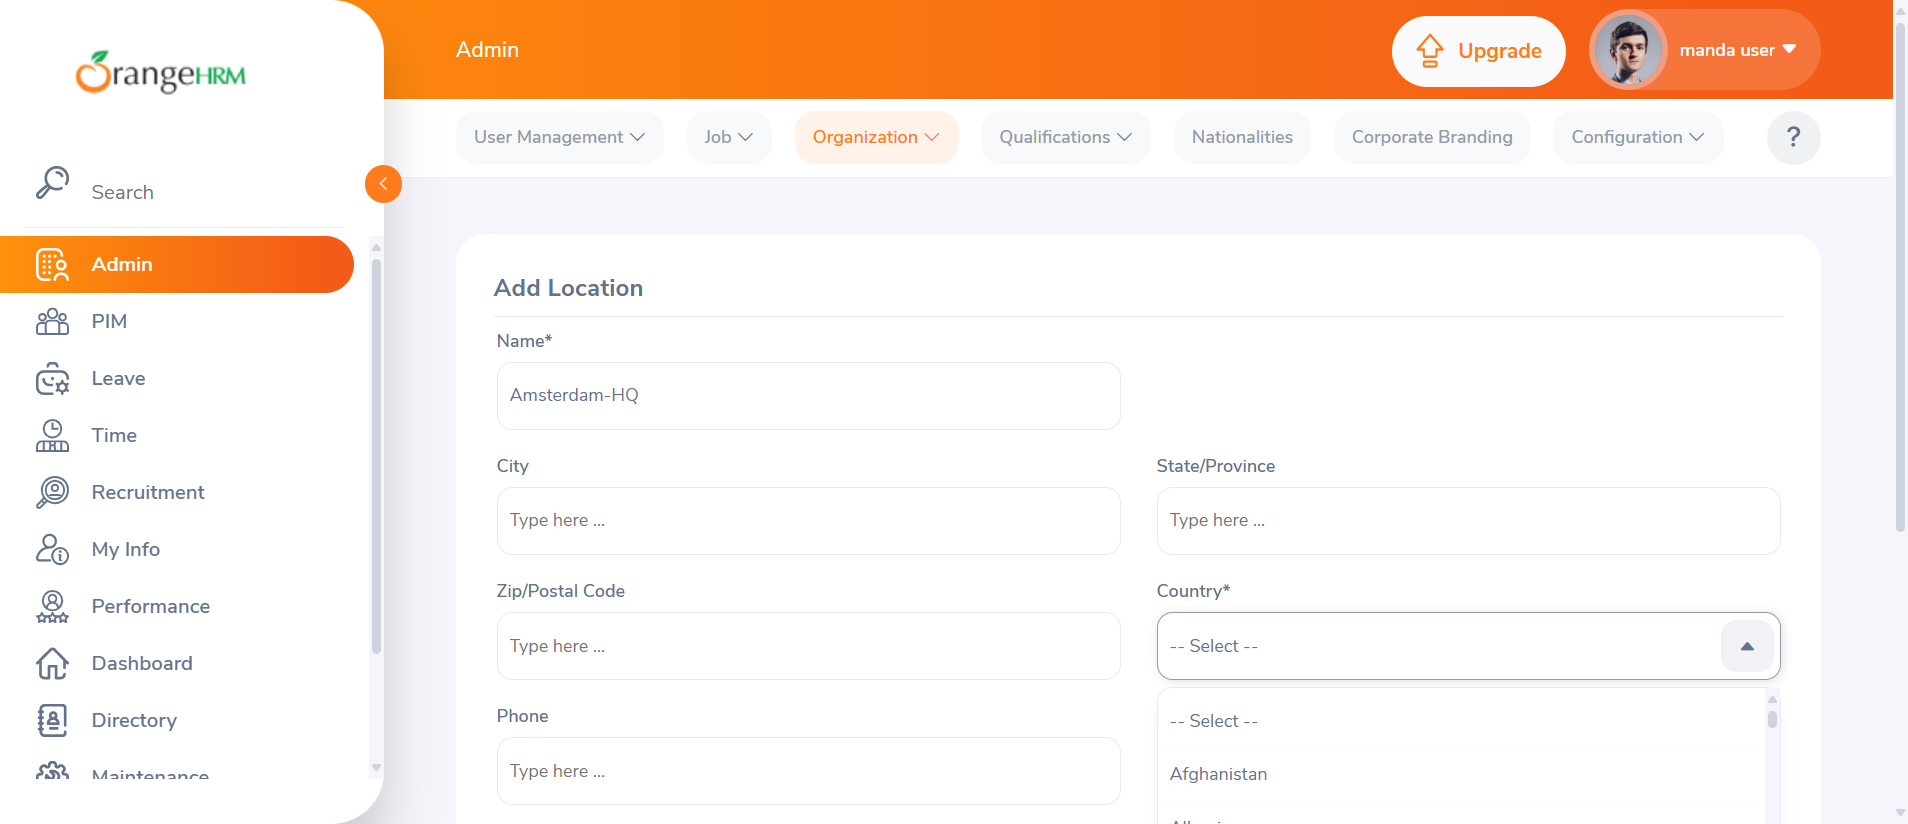 OrangeHRM
Admin
Upgrade
manda user
User Management
Job
Organization
Qualifications
Nationalities
Corporate Branding
Configuration
?
Search
Admin
PIM
Leave
Time
Recruitment
My Info
Performance
Dashboard
Directory
Maintenance
Add Location
Name*
Amsterdam-HQ
City
State/Province
Type here ...
Type here ...
Zip/Postal Code
Country*
Type here ...
-- Select --
Phone
-- Select --
Type here ...
Afghanistan